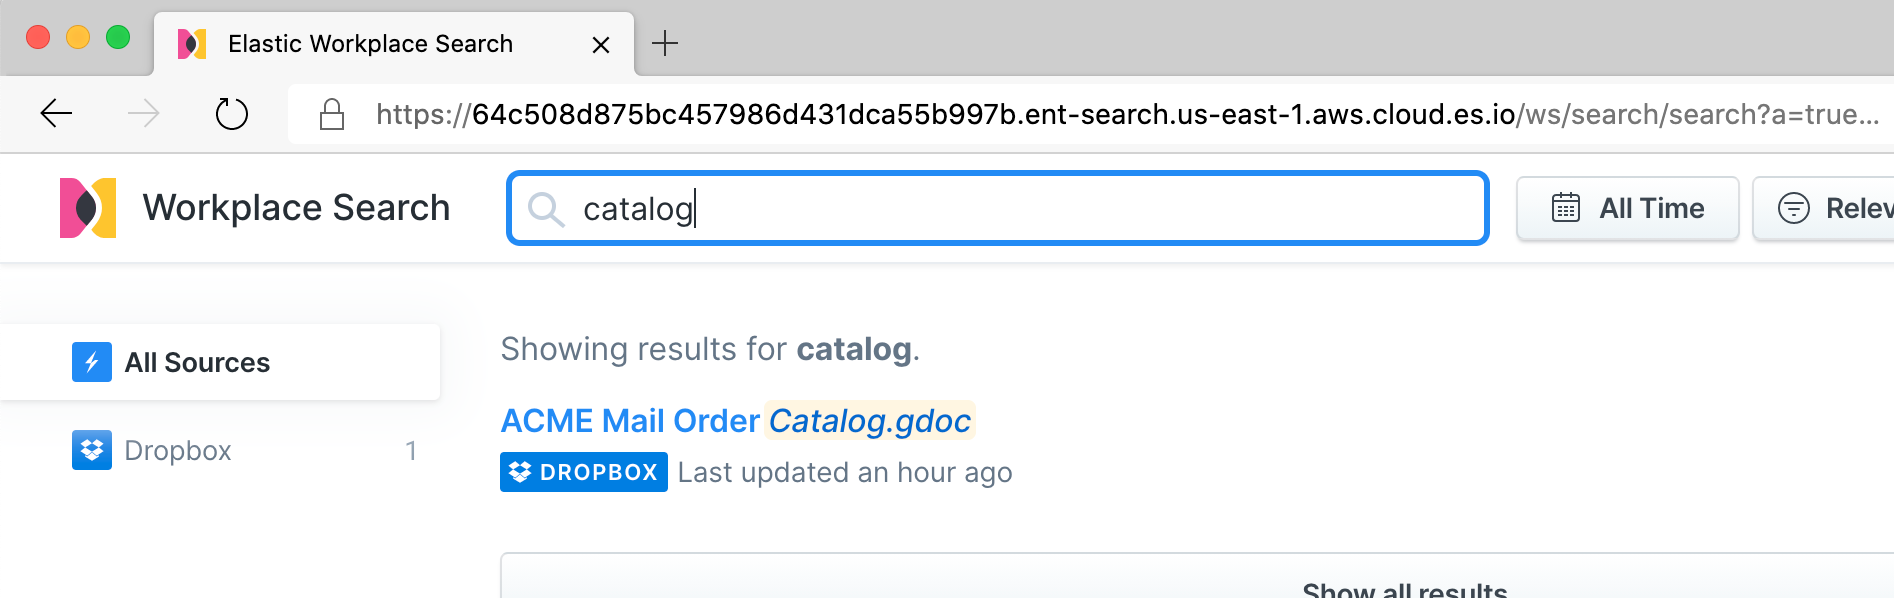 Elastic Workplace Search
https://64c508d875bc457986d431dca55b997b.ent-search.us-east-1.aws.cloud.es.io/ws/search/search?a=true...
Workplace Search
catalog
All Time
Relev
All Sources
Dropbox 1
Showing results for catalog.
ACME Mail Order Catalog.gdoc
DROPBOX Last updated an hour ago
Show all results